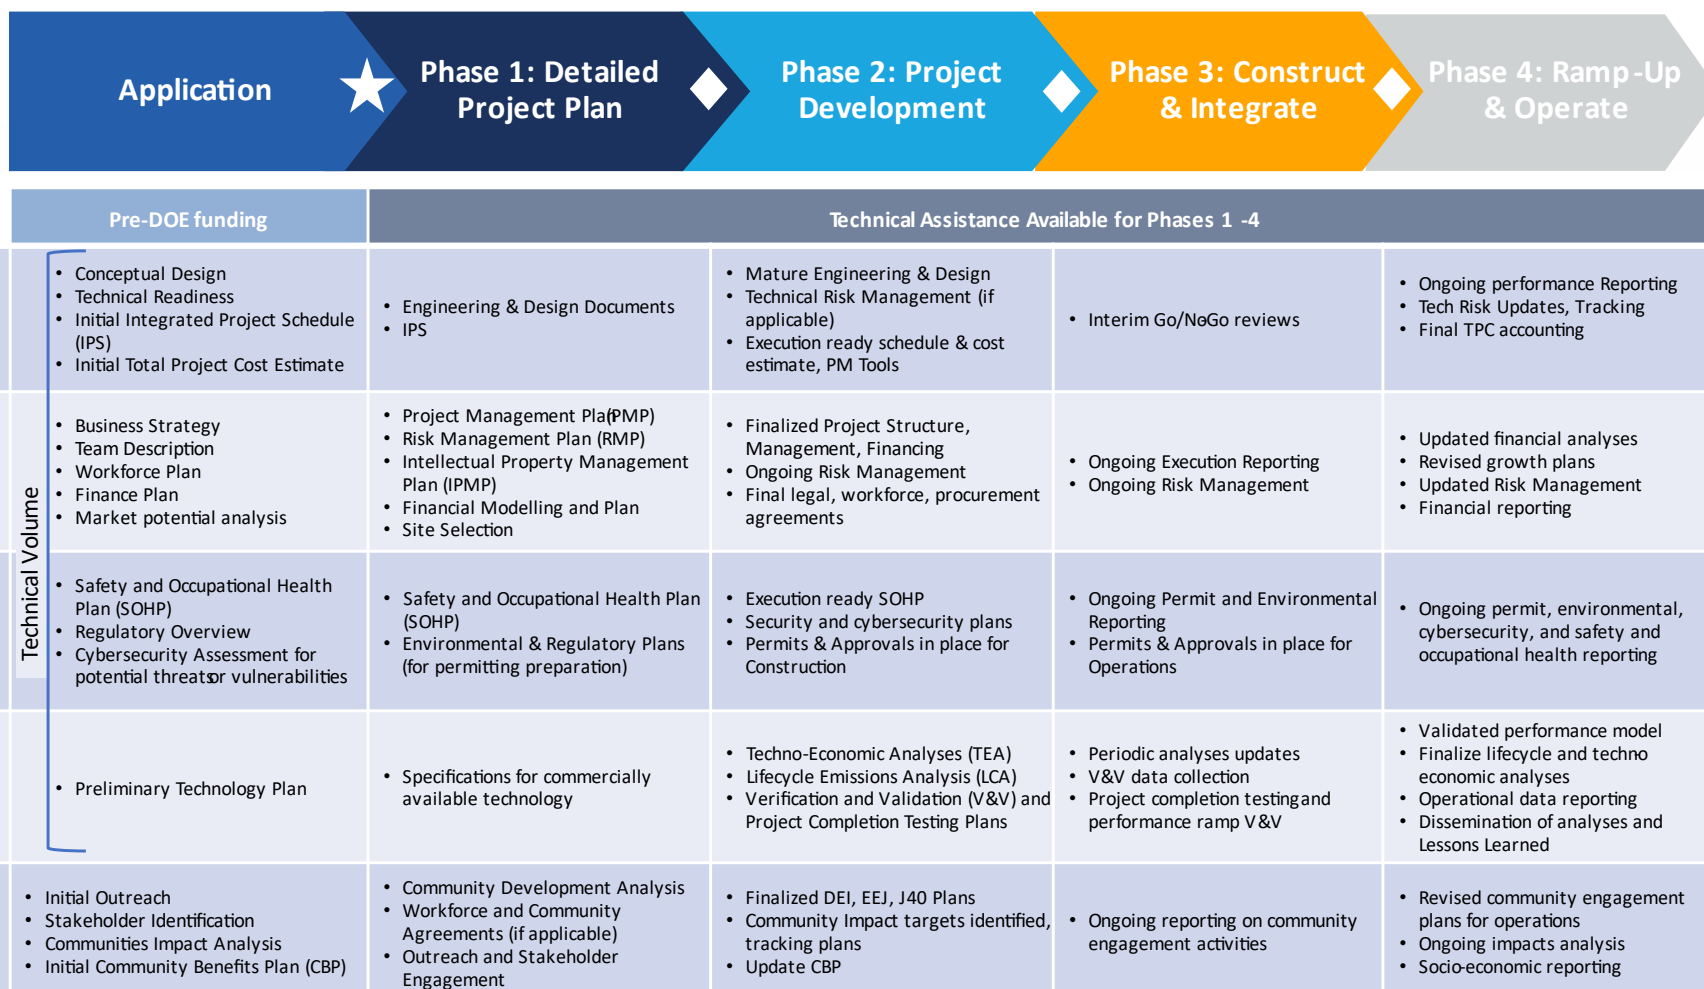 Application
Phase 1: Detailed
Project Plan
Phase 2: Project
Development
Phase 3: Construct
& Integrate
Phase 4: Ramp-Up
& Operate
Pre-DOE funding
Technical Assistance Available for Phases 1 -4
Technical Volume
• Conceptual Design
• Technical Readiness
• Initial Integrated Project Schedule
(IPS)
• Initial Total Project Cost Estimate
• Engineering & Design Documents
• IPS
• Mature Engineering & Design
• Technical Risk Management (if
applicable)
• Execution ready schedule & cost
estimate, PM Tools
• Interim Go/No-Go reviews
• Ongoing performance Reporting
• Tech Risk Updates, Tracking
• Final TPC accounting
• Business Strategy
• Team Description
• Workforce Plan
• Finance Plan
• Market potential analysis
• Project Management Plan (PMP)
• Risk Management Plan (RMP)
• Intellectual Property Management
Plan (IPMP)
• Financial Modelling and Plan
• Site Selection
• Finalized Project Structure,
Management, Financing
• Ongoing Risk Management
• Final legal, workforce, procurement
agreements
• Ongoing Execution Reporting
• Ongoing Risk Management
• Updated financial analyses
• Revised growth plans
• Updated Risk Management
• Financial reporting
• Safety and Occupational Health
Plan (SOHP)
• Regulatory Overview
• Cybersecurity Assessment for
potential threats or vulnerabilities
• Safety and Occupational Health Plan
(SOHP)
• Environmental & Regulatory Plans
(for permitting preparation)
• Execution ready SOHP
• Security and cybersecurity plans
• Permits & Approvals in place for
Construction
• Ongoing Permit and Environmental
Reporting
• Permits & Approvals in place for
Operations
• Ongoing permit, environmental,
cybersecurity, and safety and
occupational health reporting
• Preliminary Technology Plan
• Specifications for commercially
available technology
• Techno-Economic Analyses (TEA)
• Lifecycle Emissions Analysis (LCA)
• Verification and Validation (V&V) and
Project Completion Testing Plans
• Periodic analyses updates
• V&V data collection
• Project completion testing and
performance ramp V&V
• Validated performance model
• Finalize lifecycle and techno
economic analyses
• Operational data reporting
• Dissemination of analyses and
Lessons Learned
• Initial Outreach
• Stakeholder Identification
• Communities Impact Analysis
• Initial Community Benefits Plan (CBP)
• Community Development Analysis
• Workforce and Community
Agreements (if applicable)
• Outreach and Stakeholder
Engagement
• Finalized DEI, EEJ, J40 Plans
• Community Impact targets identified,
tracking plans
• Update CBP
• Ongoing reporting on community
engagement activities
• Revised community engagement
plans for operations
• Ongoing impacts analysis
• Socio-economic reporting